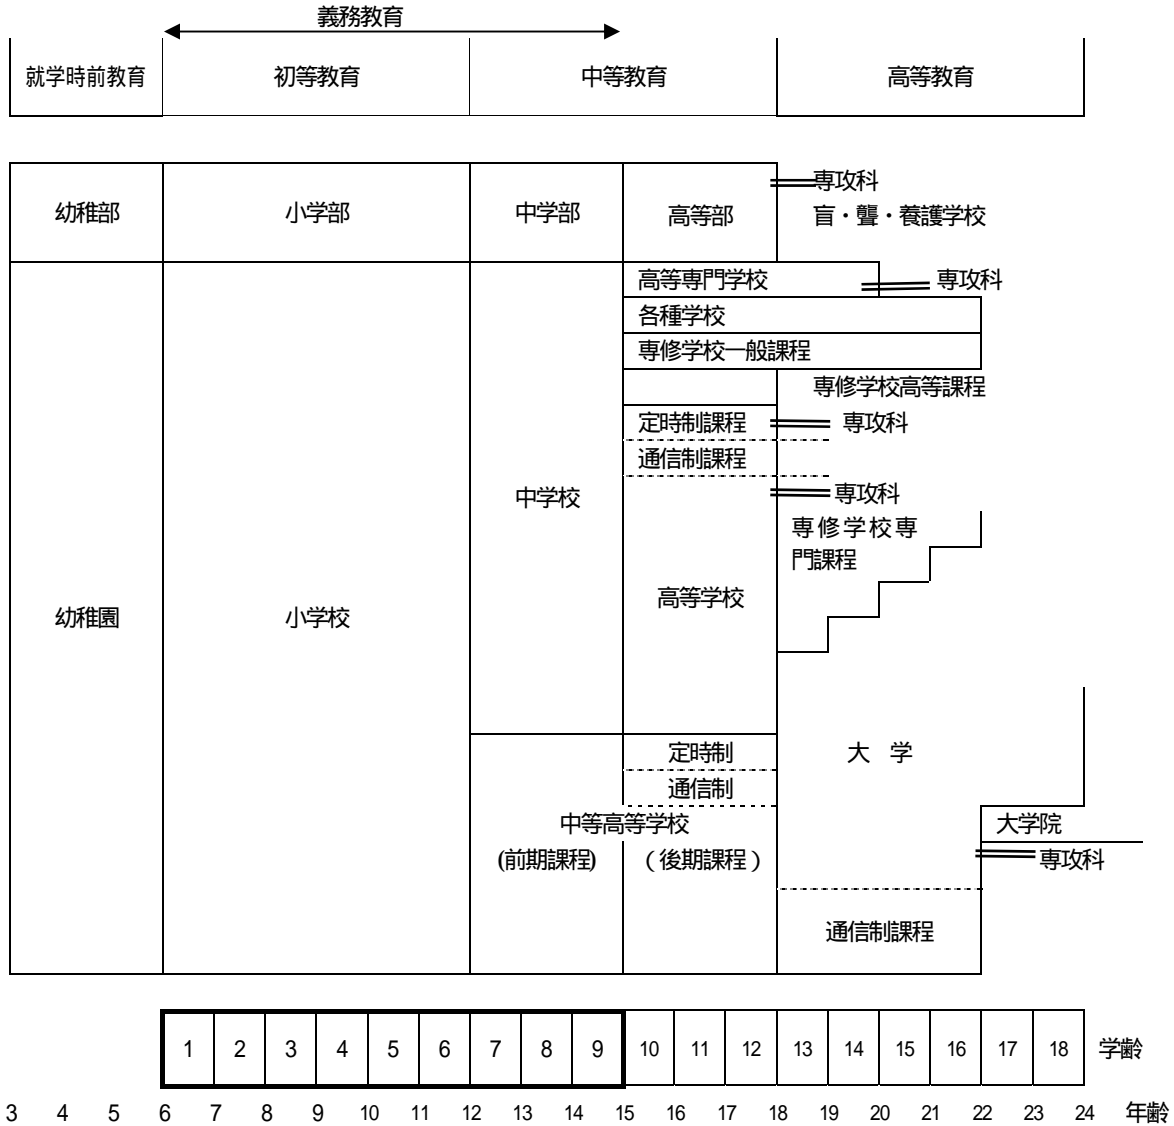 義務教育
就学時前教育 初等教育 中等教育 高等教育
専攻科
幼稚部 小学部 中学部 高等部
盲・聾・養護学校
高等専門学校 専攻科
各種学校
専修学校一般課程
専修学校高等課程
定時制課程 専攻科
通信制課程
中学校 専攻科
専修学校専
門課程
高等学校
幼稚園 小学校
定時制 大 学
通信制
中等高等学校 大学院
(前期課程) (後期課程) 専攻科
通信制課程
1 2 3 4 5 6 7 8 9 10 11 12 13 14 15 16 17 18 学齢
3 4 5 6 7 8 9 10 11 12 13 14 15 16 17 18 19 20 21 22 23 24 年齢